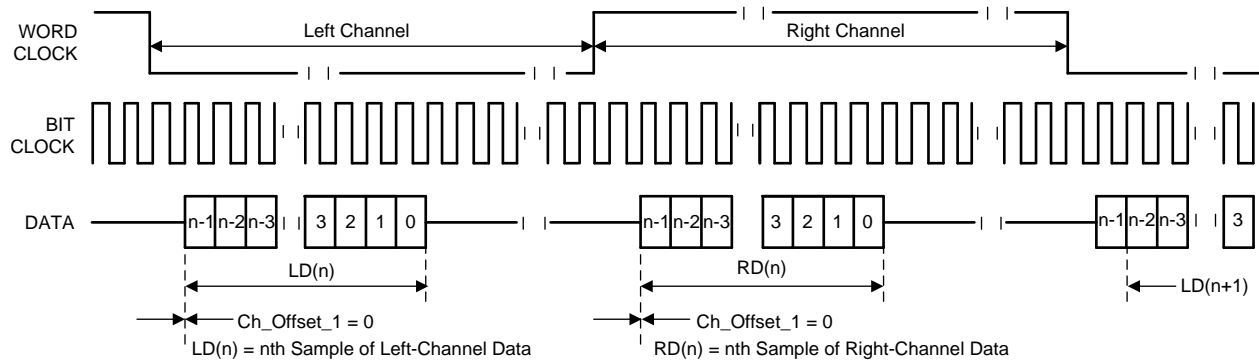 WORD
CLOCK
Left Channel
Right Channel
BIT
CLOCK
DATA
n-1 n-2 n-3 3 2 1 0 n-1 n-2 n-3 3 2 1 0 n-1 n-2 n-3 3
LD(n)
RD(n)
LD(n+1)
Ch_Offset_1 = 0
Ch_Offset_1 = 0
LD(n) = nth Sample of Left-Channel Data
RD(n) = nth Sample of Right-Channel Data